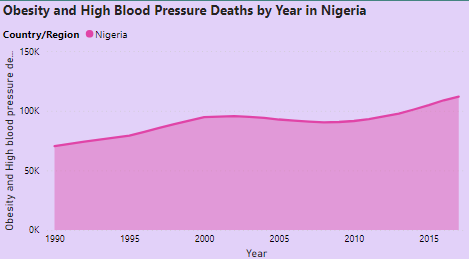 Obesity and High Blood Pressure Deaths by Year in Nigeria
Country/Region Nigeria
150K
100K
50K
0K
Obesity and High blood pressure de...
1990 1995 2000 2005 2010 2015
Year